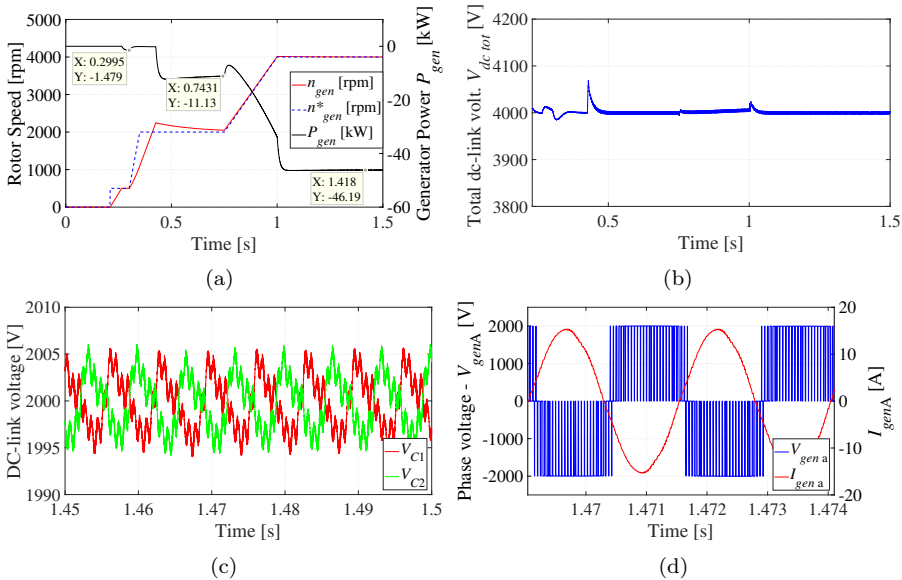 5000
4000
3000
2000
1000
0
Rotor Speed [rpm]
0
-20
-40
-60
Generator Power P_gen [kW]
X: 0.2995
Y: -1.479
X: 0.7431
Y: -11.13
X: 1.418
Y: -46.19
n_gen [rpm]
n*_gen [rpm]
P_gen [kW]
0 0.5 1 1.5
Time [s]
(a)
4200
4100
4000
3900
3800
Total dc-link volt. V_dc tot
0.5 1 1.5
Time [s]
(b)
2010
2005
2000
1995
1990
DC-link voltage [V]
V_C1
V_C2
1.45 1.46 1.47 1.48 1.49 1.5
Time [s]
(c)
2000
1000
0
-1000
-2000
Phase voltage - V_genA [V]
20
10
0
-10
-20
I_genA [A]
V_gen a
I_gen a
1.47 1.471 1.472 1.473 1.474
Time [s]
(d)